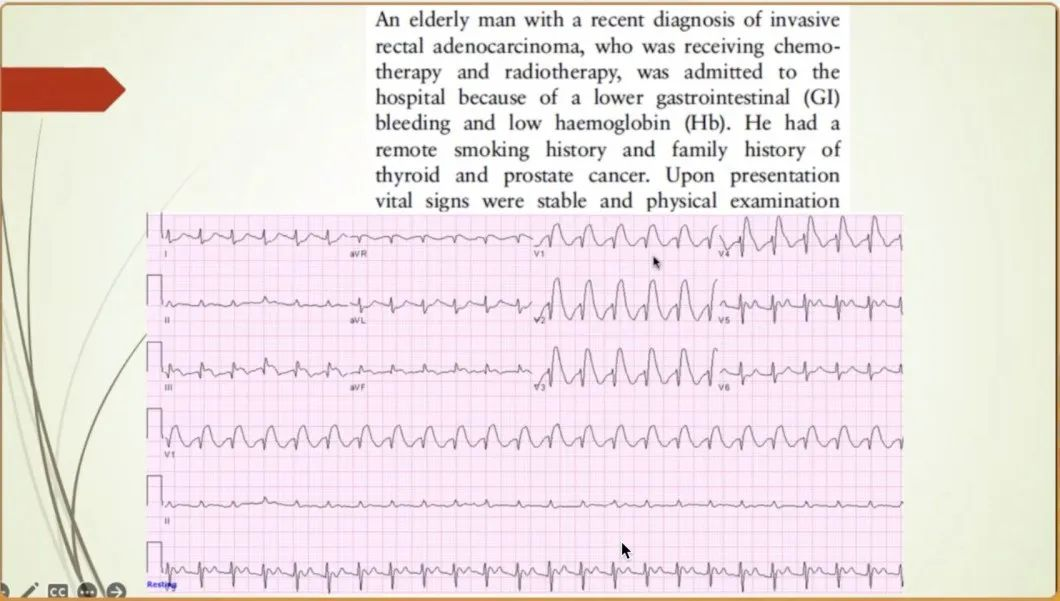 An elderly man with a recent diagnosis of invasive
rectal adenocarcinoma, who was receiving chemo-
therapy and radiotherapy, was admitted to the
hospital because of a lower gastrointestinal (GI)
bleeding and low haemoglobin (Hb). He had a
remote smoking history and family history of
thyroid and prostate cancer. Upon presentation
vital signs were stable and physical examination
I aVR V1 V4
II aVL V2 V5
III aVF V3 V6
V1
II
Resting
CC